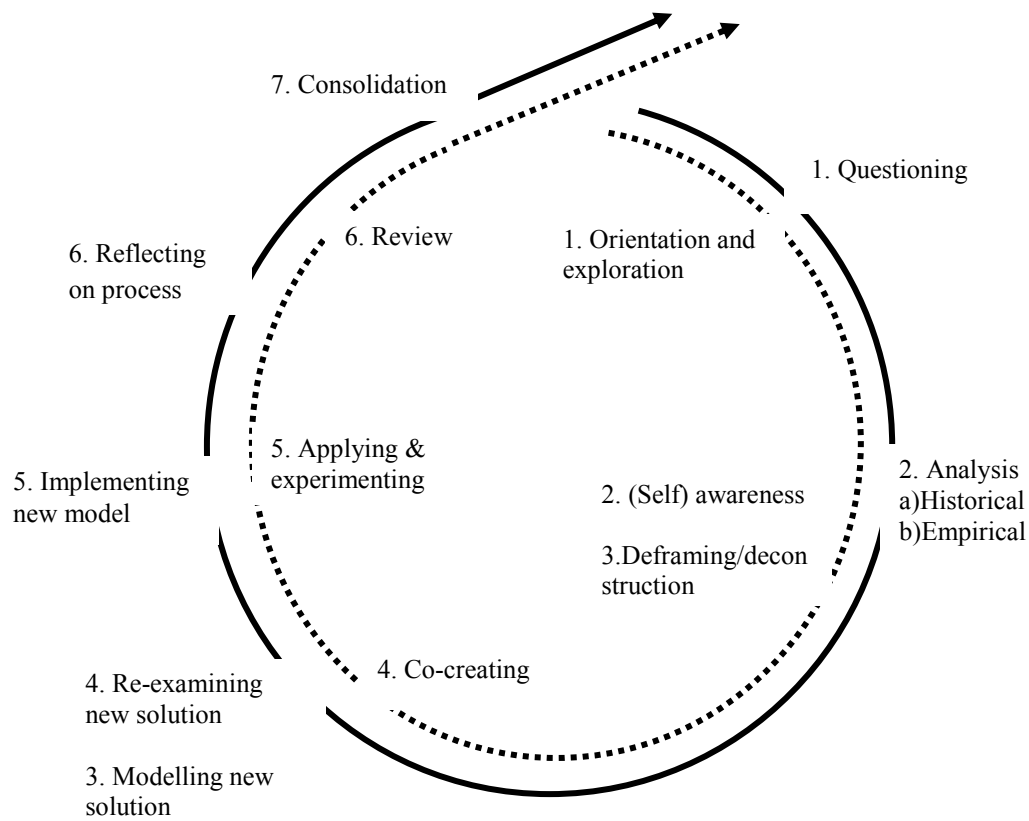 7. Consolidation
1. Questioning
6. Review
1. Orientation and
exploration
6. Reflecting
on process
5. Applying &
experimenting
2. Analysis
a)Historical
b)Empirical
5. Implementing
new model
2. (Self) awareness
3.Deframing/decon
struction
4. Co-creating
4. Re-examining
new solution
3. Modelling new
solution